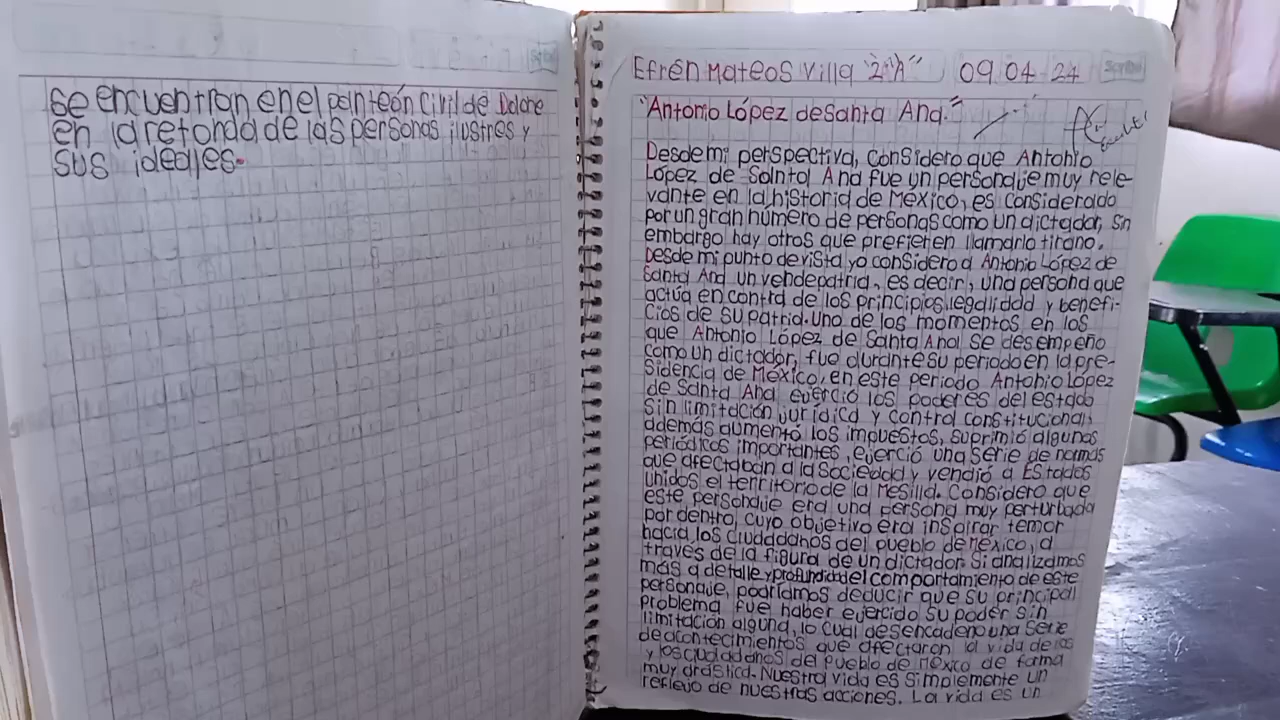 se encuentran en el panteón civil de Dolore
en la rotonda de las personas ilustres y
sus ideales.
Efrén Mateos Villa "2°A"
09 04 24
Scribe
"Antonio López de Santa Ana."
Desde mi perspectiva, considero que Antonio
López de Santa Ana fue un personaje muy rele-
vante en la historia de México, es considerado
por un gran número de personas como un dictador, sin
embargo hay otros que prefieren llamarlo tirano.
Desde mi punto de vista yo considero a Antonio López de
Santa Ana un vendepatria, es decir, una persona que
actúa en contra de los principios, legalidad y benefi-
cios de su patria. Uno de los momentos en los
que Antonio López de Santa Ana se desempeño
como un dictador, fue durante su periodo en la pre-
sidencia de México, en este periodo Antonio López
de Santa Ana ejerció los poderes del estado
sin limitación jurídica y control constitucional,
además aumentó los impuestos, suprimió algunos
periódicos importantes, ejerció una serie de normas
que afectaban a la sociedad y vendió a Estados
Unidos el territorio de la Mesilla. Considero que
este personaje era una persona muy perturbada
por dentro, cuyo objetivo era inspirar temor
hacia los ciudadanos del pueblo de México, a
través de la figura de un dictador. Si analizamos
más a detalle y profundidad el comportamiento de este
personaje, podríamos deducir que su principal
problema fue haber ejercido su poder sin
limitación alguna, lo cual desencadeno una serie
de acontecimientos que afectaron la vida de las
y los ciudadanos del pueblo de México de forma
muy drástica. Nuestra vida es simplemente un
reflejo de nuestras acciones. La vida es un